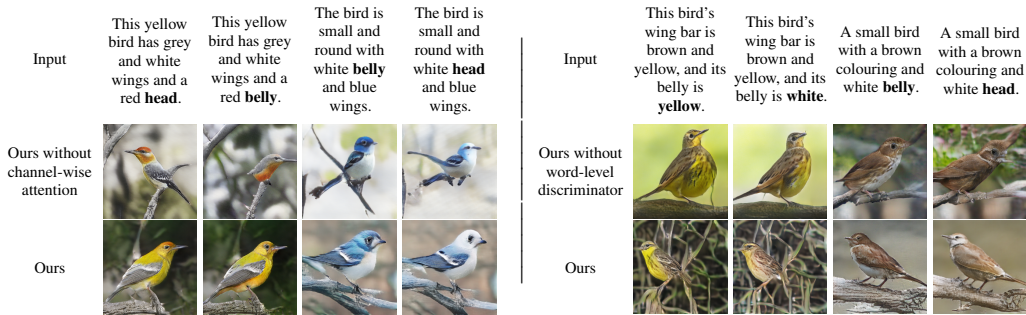 Input
This yellow
bird has grey
and white
wings and a
red head.
This yellow
bird has grey
and white
wings and a
red belly.
The bird is
small and
round with
white belly
and blue
wings.
The bird is
small and
round with
white head
and blue
wings.
Ours without
channel-wise
attention
Ours
Input
This bird's
wing bar is
brown and
yellow, and its
belly is
yellow.
This bird's
wing bar is
brown and
yellow, and its
belly is white.
A small bird
with a brown
colouring and
white belly.
A small bird
with a brown
colouring and
white head.
Ours without
word-level
discriminator
Ours